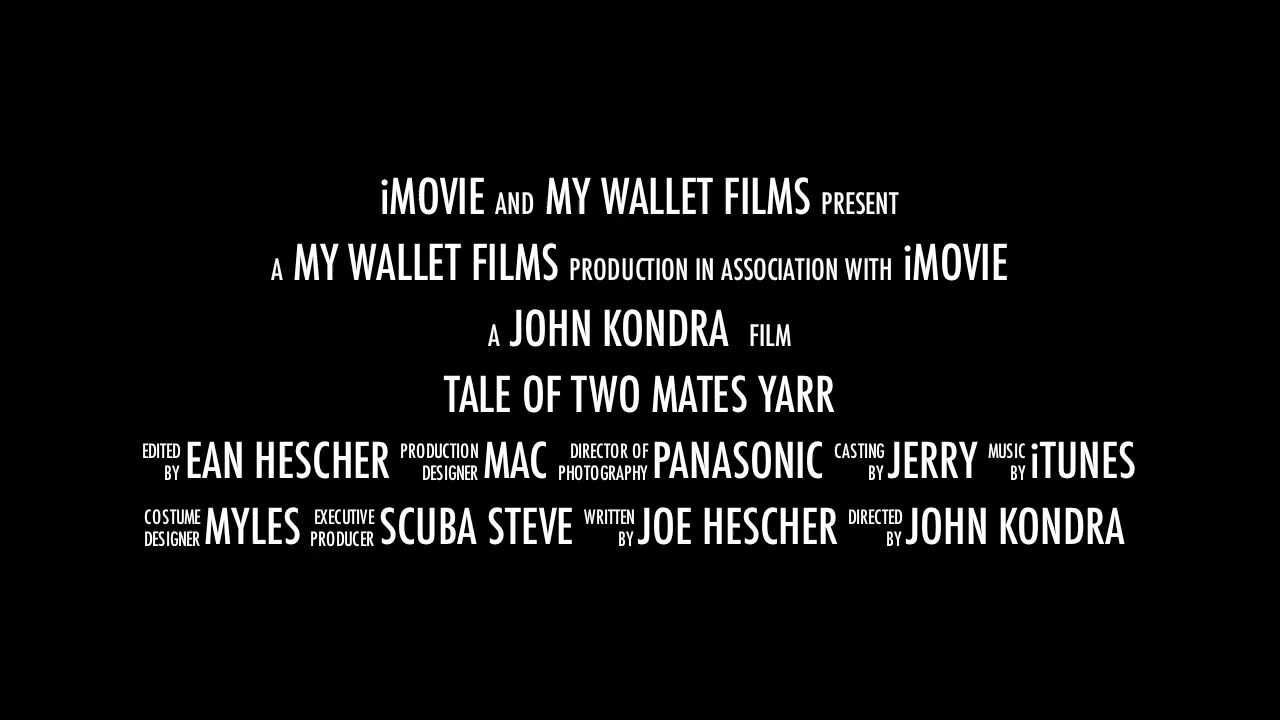 iMOVIE AND MY WALLET FILMS PRESENT
A MY WALLET FILMS PRODUCTION IN ASSOCIATION WITH iMOVIE
A JOHN KONDRA FILM
TALE OF TWO MATES YARR
EDITED BY EAN HESCHER PRODUCTION DESIGNER MAC DIRECTOR OF PHOTOGRAPHY PANASONIC CASTING BY JERRY MUSIC BY iTUNES
COSTUME DESIGNER MYLES EXECUTIVE PRODUCER SCUBA STEVE WRITTEN BY JOE HESCHER DIRECTED BY JOHN KONDRA